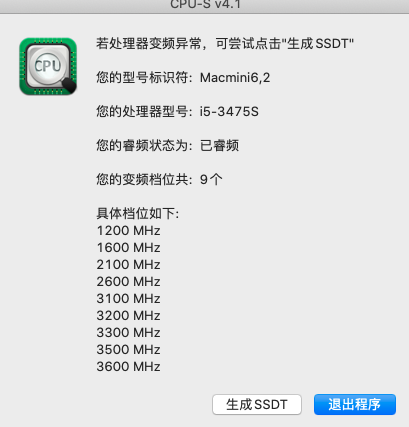 CPU-S v4.1
若处理器变频异常，可尝试点击"生成SSDT"
CPU
您的型号标识符：Macmini6,2
您的处理器型号：i5-3475S
您的睿频状态为：已睿频
您的变频档位共：9个
具体档位如下:
1200 MHz
1600 MHz
2100 MHz
2600 MHz
3100 MHz
3200 MHz
3300 MHz
3500 MHz
3600 MHz
生成SSDT
退出程序